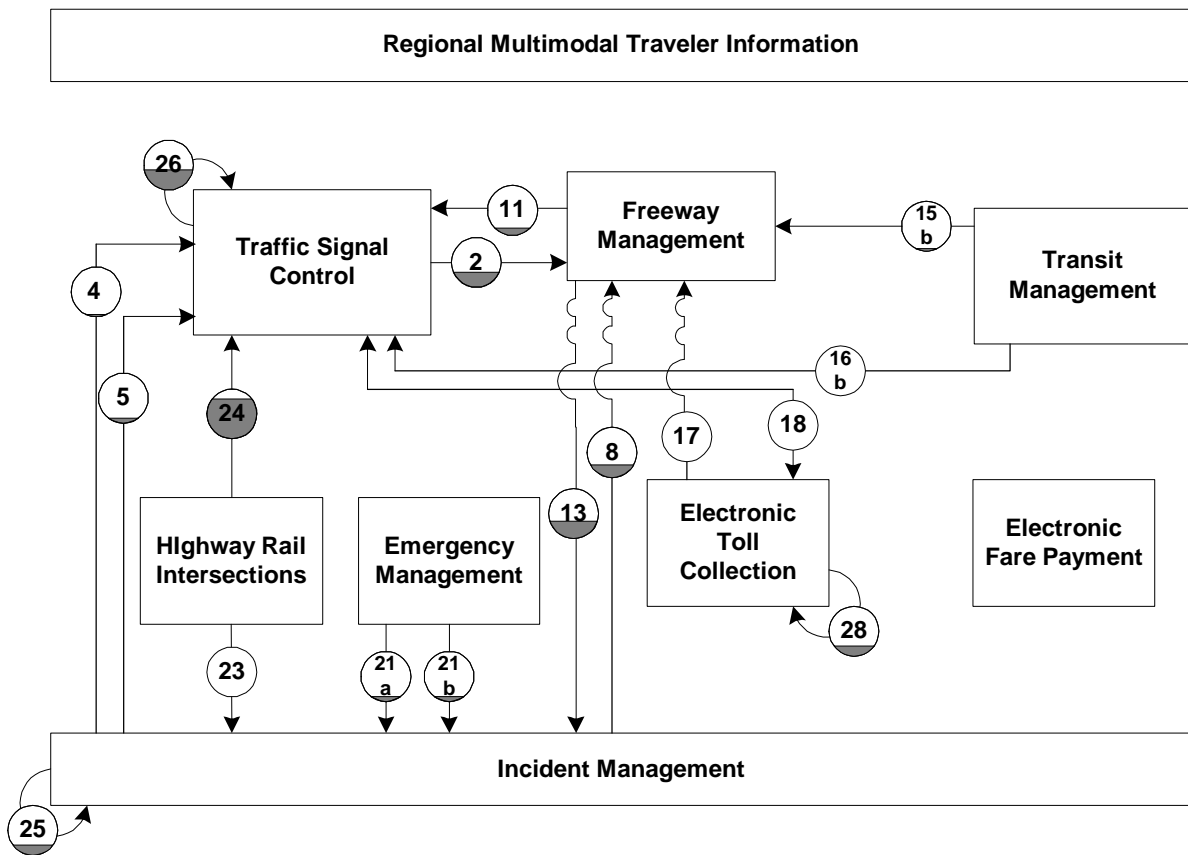 Regional Multimodal Traveler Information
26
Traffic Signal
Control
11
2
Freeway
Management
15
b
Transit
Management
4
5
16
b
24
17
18
8
13
HIghway Rail
Intersections
Emergency
Management
Electronic
Toll
Collection
Electronic
Fare Payment
28
23
21
a
21
b
Incident Management
25